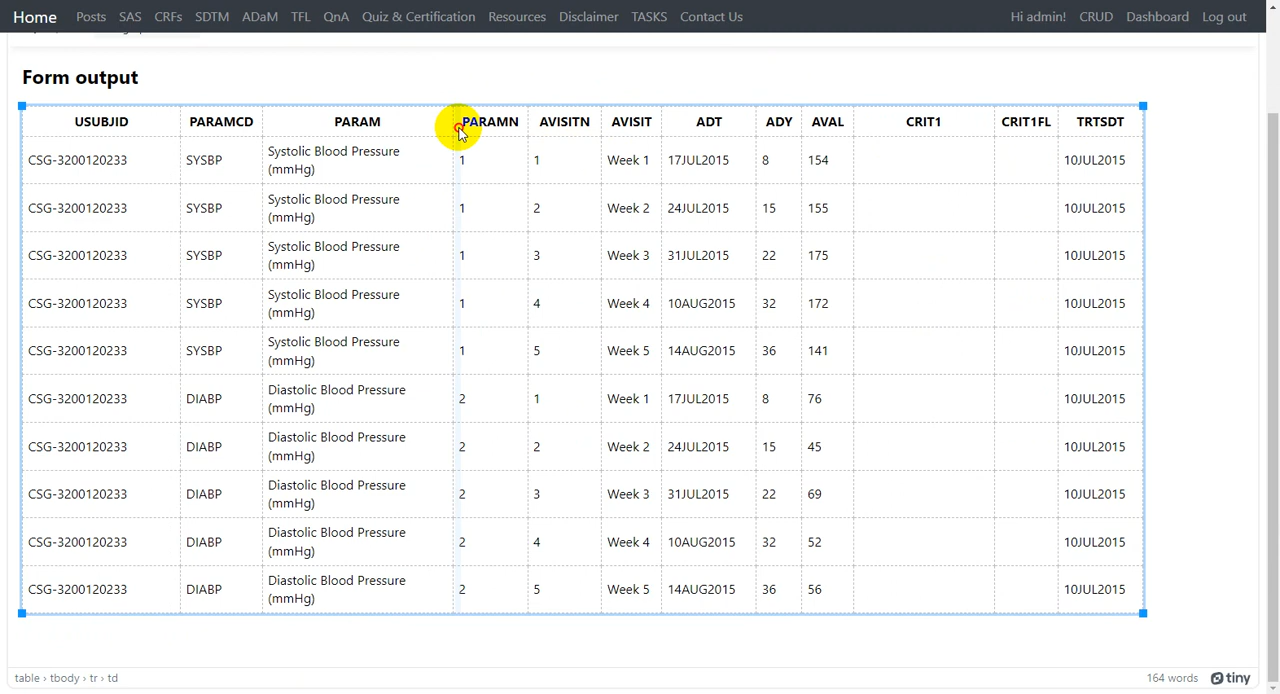 Home Posts SAS CRFs SDTM ADaM TFL QnA Quiz & Certification Resources Disclaimer TASKS Contact Us Hi admin! CRUD Dashboard Log out
Form output
USUBJID PARAMCD PARAM PARAMN AVISITN AVISIT ADT ADY AVAL CRIT1 CRIT1FL TRTSDT
CSG-3200120233 SYSBP Systolic Blood Pressure (mmHg) 1 1 Week 1 17JUL2015 8 154 10JUL2015
CSG-3200120233 SYSBP Systolic Blood Pressure (mmHg) 1 2 Week 2 24JUL2015 15 155 10JUL2015
CSG-3200120233 SYSBP Systolic Blood Pressure (mmHg) 1 3 Week 3 31JUL2015 22 175 10JUL2015
CSG-3200120233 SYSBP Systolic Blood Pressure (mmHg) 1 4 Week 4 10AUG2015 32 172 10JUL2015
CSG-3200120233 SYSBP Systolic Blood Pressure (mmHg) 1 5 Week 5 14AUG2015 36 141 10JUL2015
CSG-3200120233 DIABP Diastolic Blood Pressure (mmHg) 2 1 Week 1 17JUL2015 8 76 10JUL2015
CSG-3200120233 DIABP Diastolic Blood Pressure (mmHg) 2 2 Week 2 24JUL2015 15 45 10JUL2015
CSG-3200120233 DIABP Diastolic Blood Pressure (mmHg) 2 3 Week 3 31JUL2015 22 69 10JUL2015
CSG-3200120233 DIABP Diastolic Blood Pressure (mmHg) 2 4 Week 4 10AUG2015 32 52 10JUL2015
CSG-3200120233 DIABP Diastolic Blood Pressure (mmHg) 2 5 Week 5 14AUG2015 36 56 10JUL2015
table › tbody › tr › td 164 words tiny